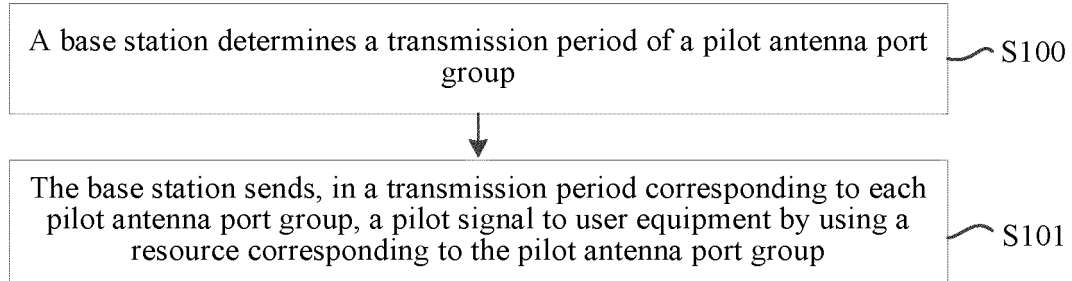 A base station determines a transmission period of a pilot antenna port
group
S100
The base station sends, in a transmission period corresponding to each
pilot antenna port group, a pilot signal to user equipment by using a
resource corresponding to the pilot antenna port group
S101